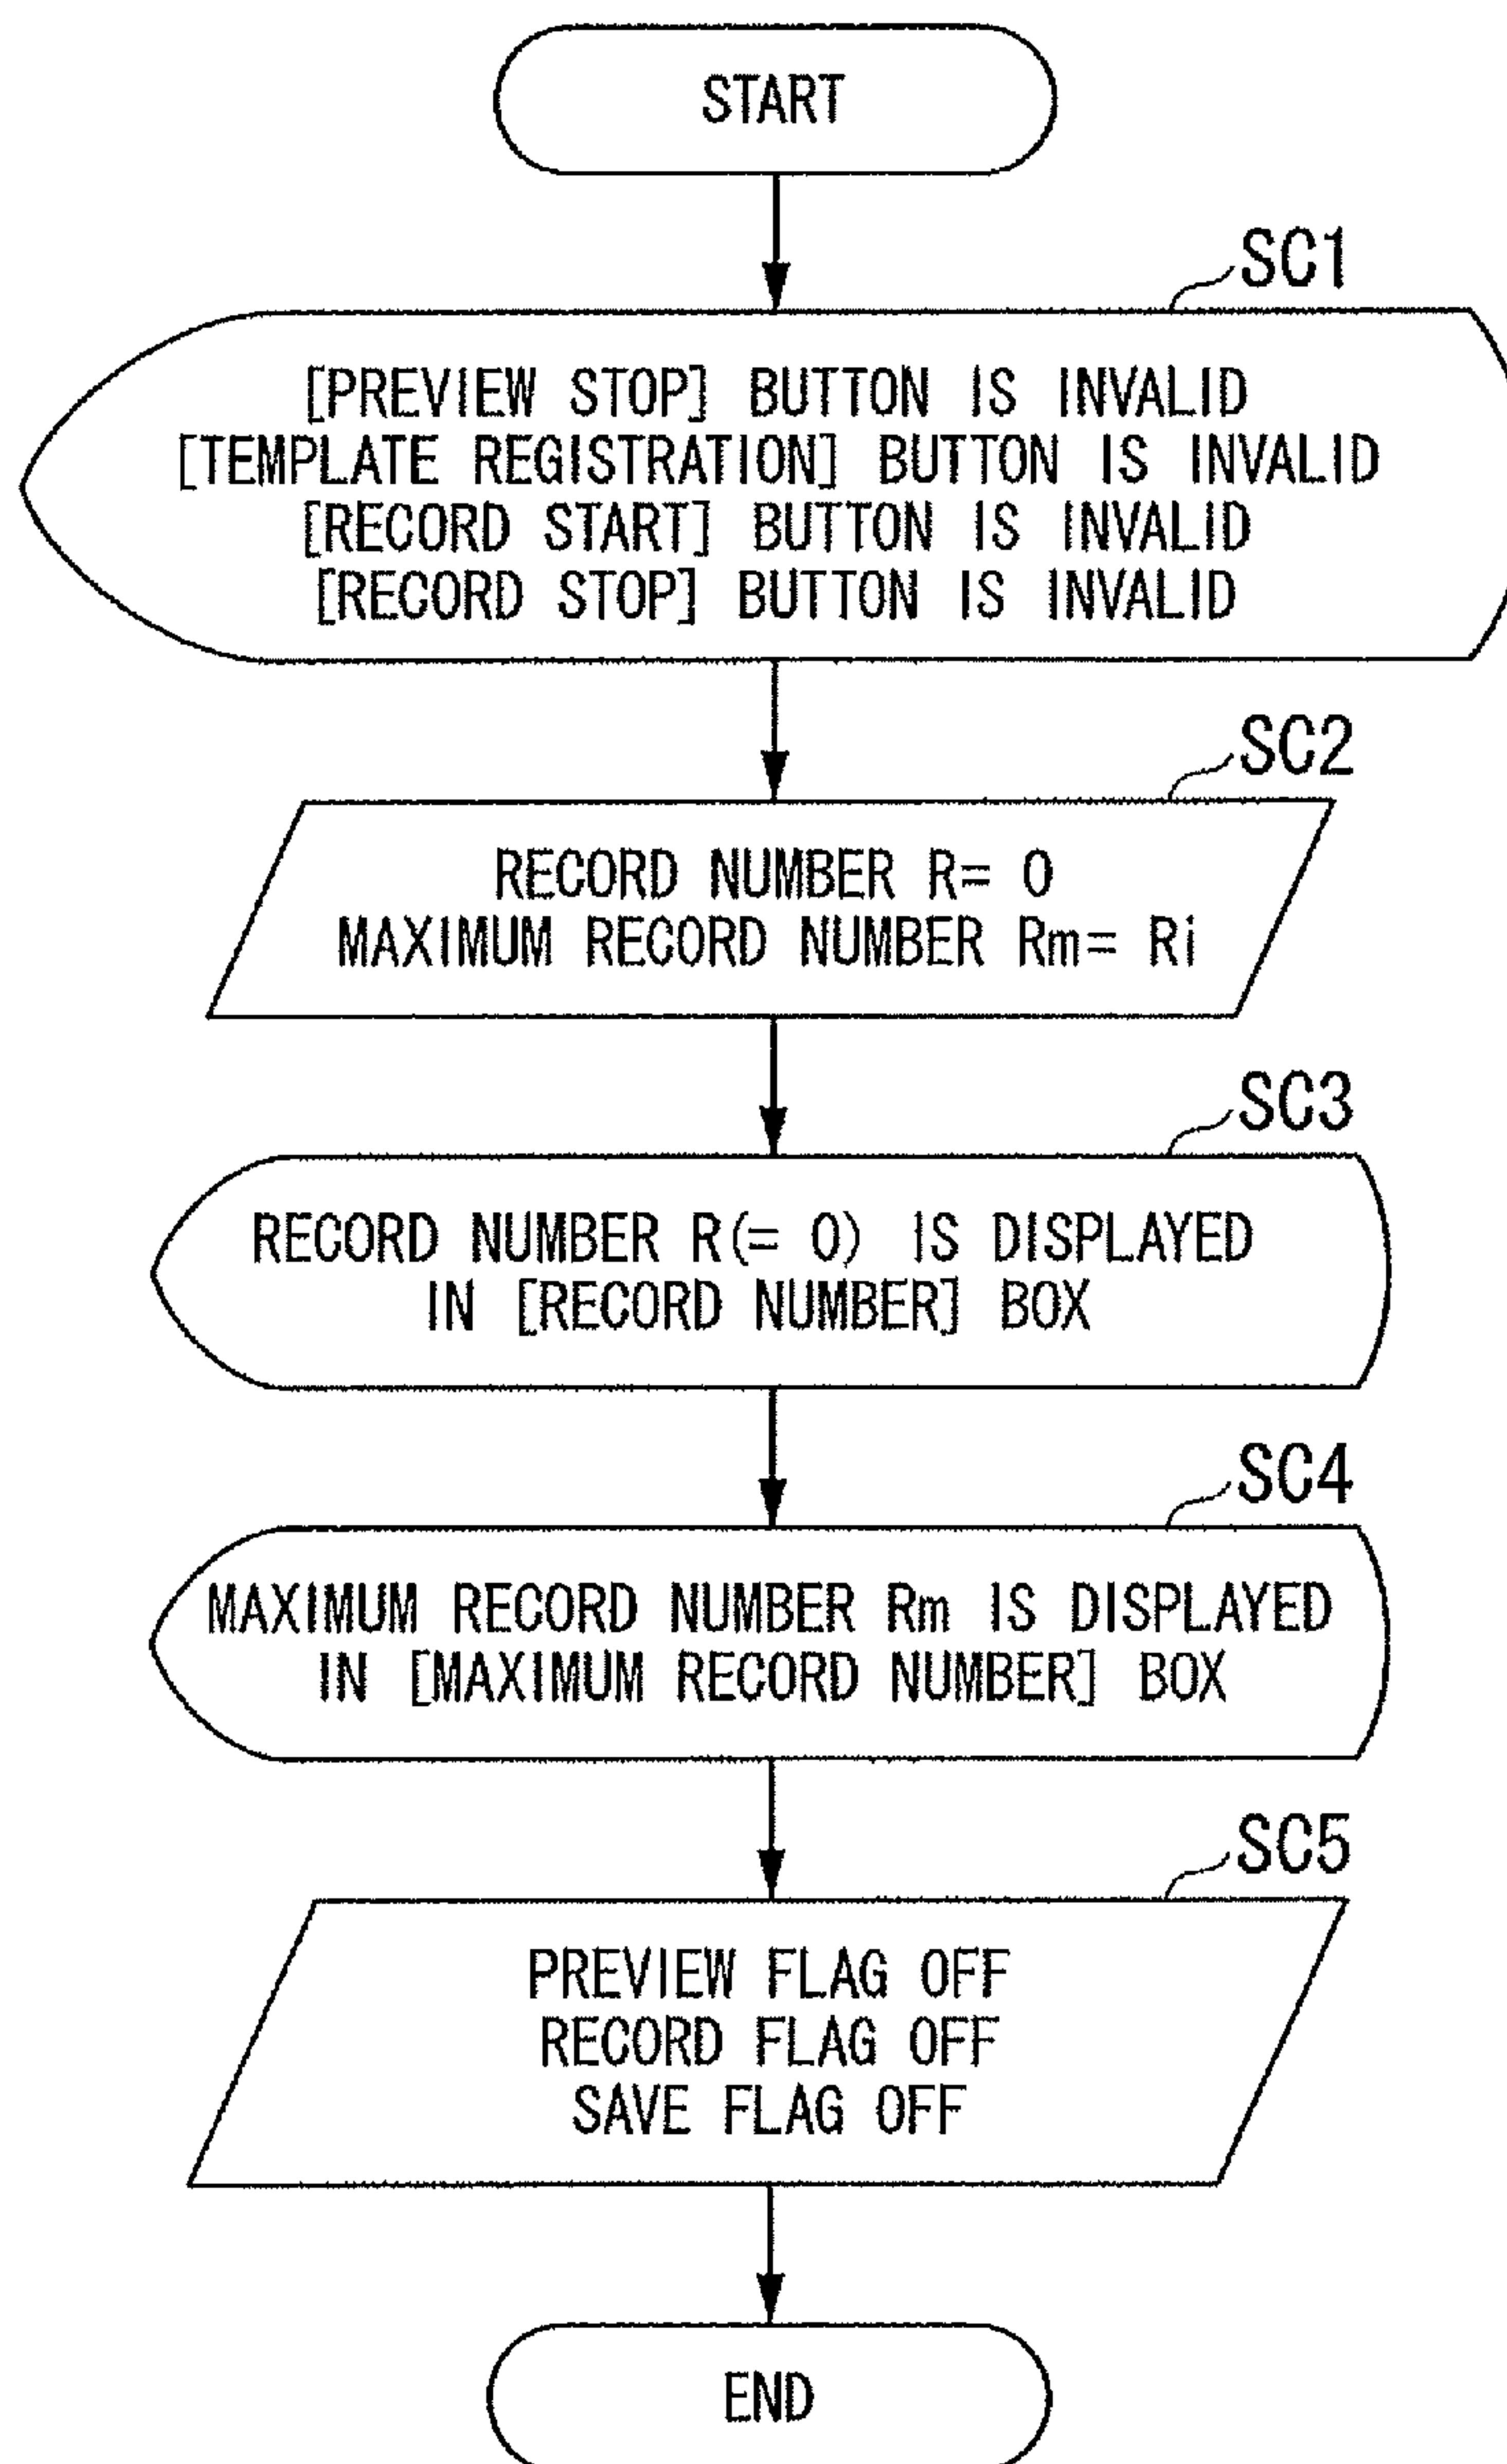 START
SC1
[PREVIEW STOP] BUTTON IS INVALID
[TEMPLATE REGISTRATION] BUTTON IS INVALID
[RECORD START] BUTTON IS INVALID
[RECORD STOP] BUTTON IS INVALID
SC2
RECORD NUMBER R= 0
MAXIMUM RECORD NUMBER Rm= Ri
SC3
RECORD NUMBER R(= 0) IS DISPLAYED
IN [RECORD NUMBER] BOX
SC4
MAXIMUM RECORD NUMBER Rm IS DISPLAYED
IN [MAXIMUM RECORD NUMBER] BOX
SC5
PREVIEW FLAG OFF
RECORD FLAG OFF
SAVE FLAG OFF
END